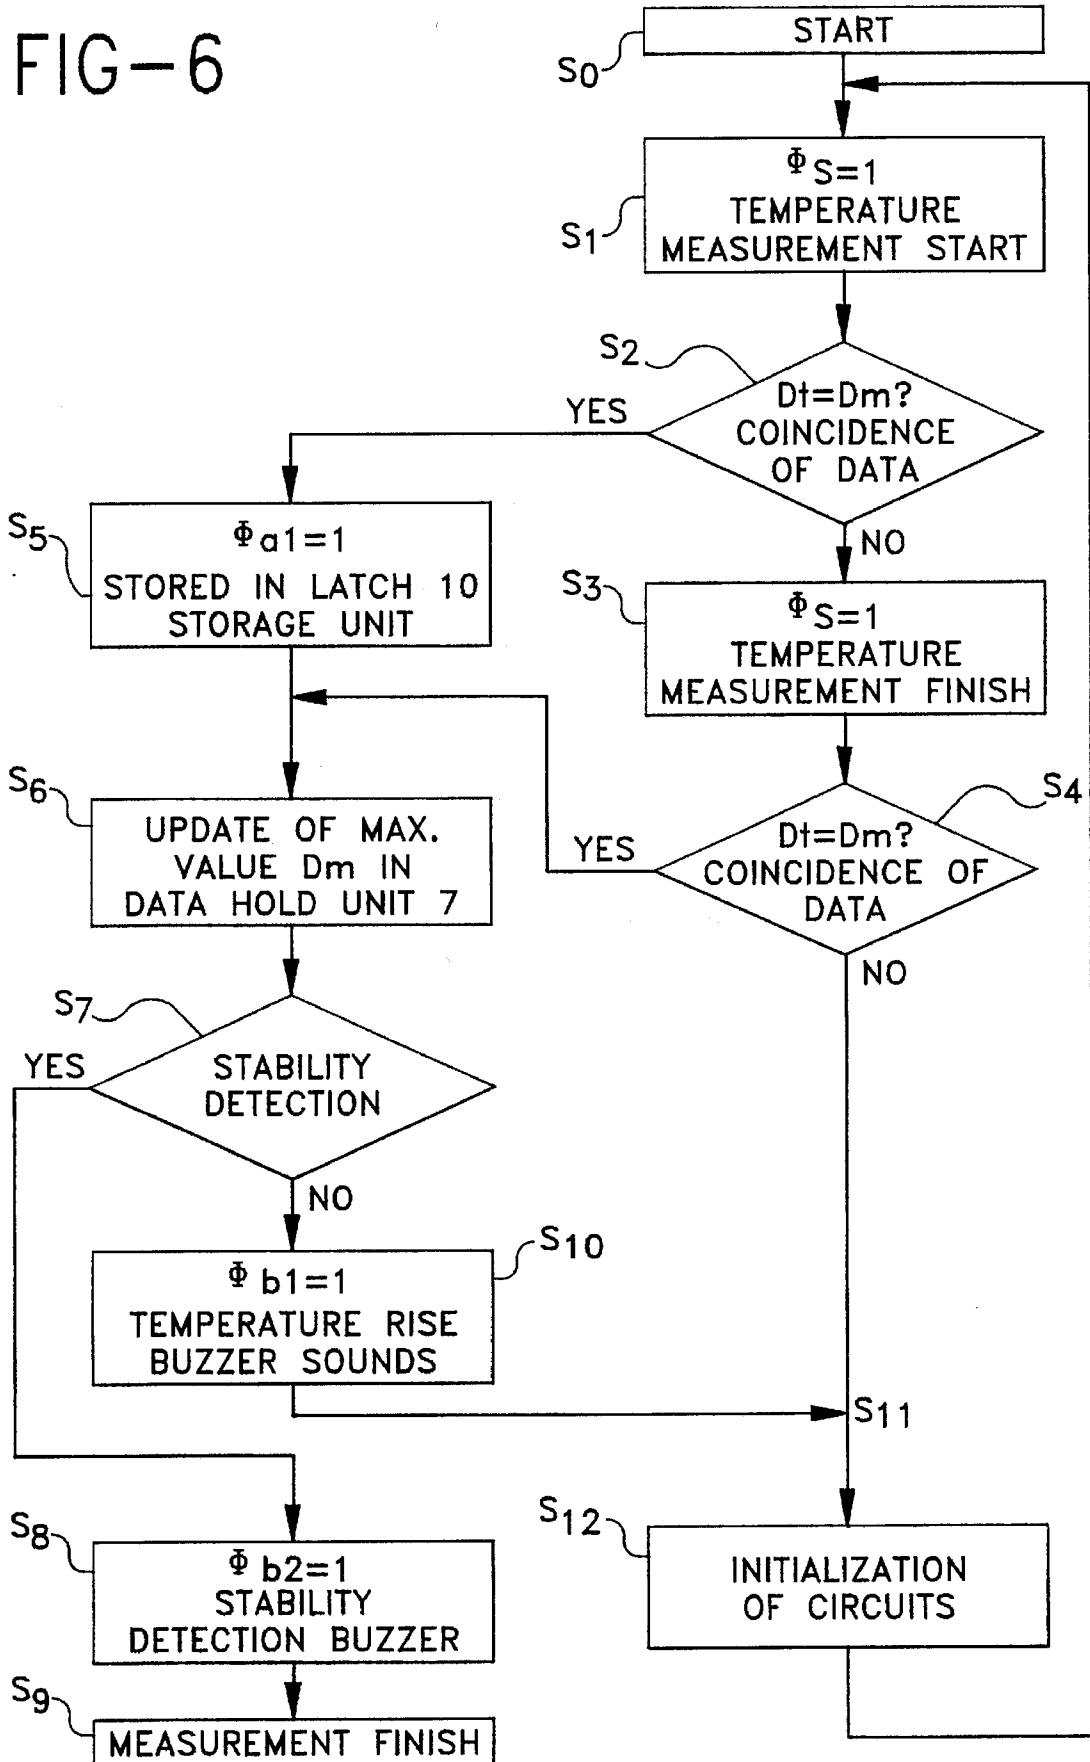 FIG-6
START
S0
ΦS=1
TEMPERATURE
MEASUREMENT START
S1
S2
Dt=Dm?
COINCIDENCE
OF DATA
YES
NO
S5
Φa1=1
STORED IN LATCH 10
STORAGE UNIT
S3
ΦS=1
TEMPERATURE
MEASUREMENT FINISH
S6
UPDATE OF MAX.
VALUE Dm IN
DATA HOLD UNIT 7
S4
Dt=Dm?
COINCIDENCE OF
DATA
YES
NO
S7
STABILITY
DETECTION
YES
NO
S10
Φb1=1
TEMPERATURE RISE
BUZZER SOUNDS
S11
S8
Φb2=1
STABILITY
DETECTION BUZZER
S12
INITIALIZATION
OF CIRCUITS
S9
MEASUREMENT FINISH